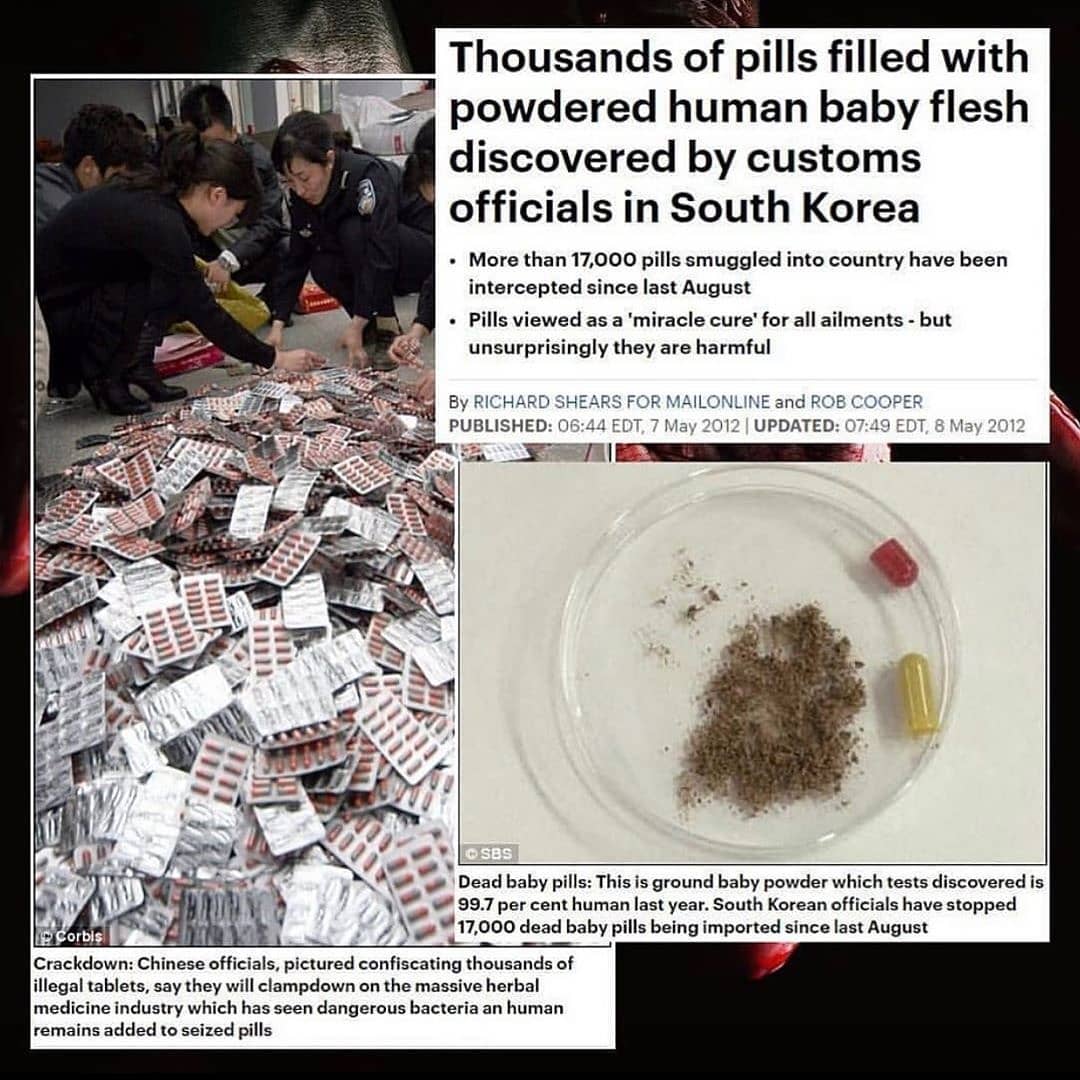 Thousands of pills filled with
powdered human baby flesh
discovered by customs
officials in South Korea
• More than 17,000 pills smuggled into country have been
intercepted since last August
• Pills viewed as a 'miracle cure' for all ailments - but
unsurprisingly they are harmful
By RICHARD SHEARS FOR MAILONLINE and ROB COOPER
PUBLISHED: 06:44 EDT, 7 May 2012 | UPDATED: 07:49 EDT, 8 May 2012
© SBS
Dead baby pills: This is ground baby powder which tests discovered is
99.7 per cent human last year. South Korean officials have stopped
17,000 dead baby pills being imported since last August
© Corbis
Crackdown: Chinese officials, pictured confiscating thousands of
illegal tablets, say they will clampdown on the massive herbal
medicine industry which has seen dangerous bacteria an human
remains added to seized pills